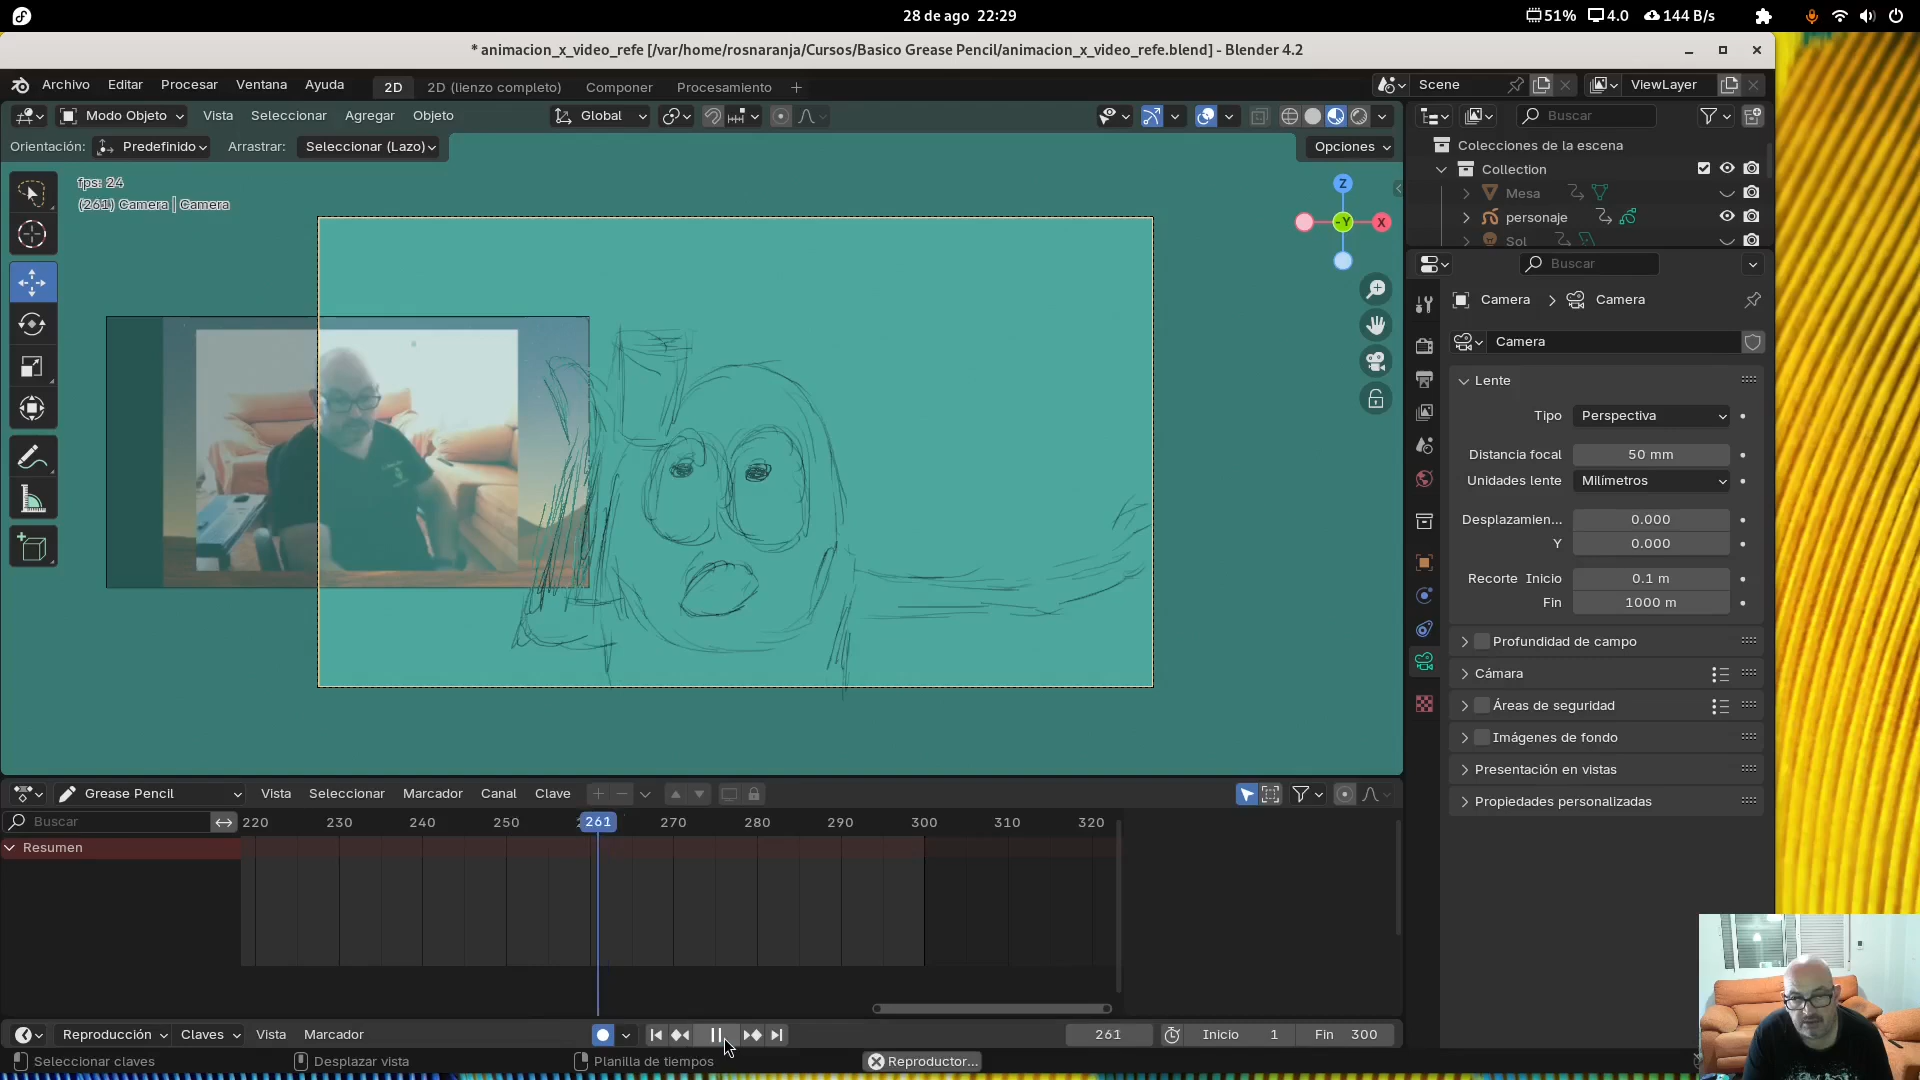 28 de ago 22:29
51% 4.0 144 B/s
* animacion_x_video_refe [/var/home/rosnaranja/Cursos/Basico Grease Pencil/animacion_x_video_refe.blend] - Blender 4.2
Archivo Editar Procesar Ventana Ayuda 2D 2D (lienzo completo) Componer Procesamiento + Scene ViewLayer
Modo Objeto Vista Seleccionar Agregar Objeto Global Buscar
Orientación: Predefinido Arrastrar: Seleccionar (Lazo) Opciones
Colecciones de la escena
Collection
Mesa
personaje
Sol
fps: 24
(261) Camera | Camera
Z
-Y X
Buscar
Camera > Camera
Camera
Lente
Tipo Perspectiva
Distancia focal 50 mm
Unidades lente Milímetros
Desplazamien... 0.000
Y 0.000
Recorte Inicio 0.1 m
Fin 1000 m
Profundidad de campo
Cámara
Áreas de seguridad
Imágenes de fondo
Presentación en vistas
Propiedades personalizadas
Grease Pencil Vista Seleccionar Marcador Canal Clave
Buscar 220 230 240 250 261 270 280 290 300 310 320
Resumen
Reproducción Claves Vista Marcador 261 Inicio 1 Fin 300
Seleccionar claves Desplazar vista Planilla de tiempos Reproductor...